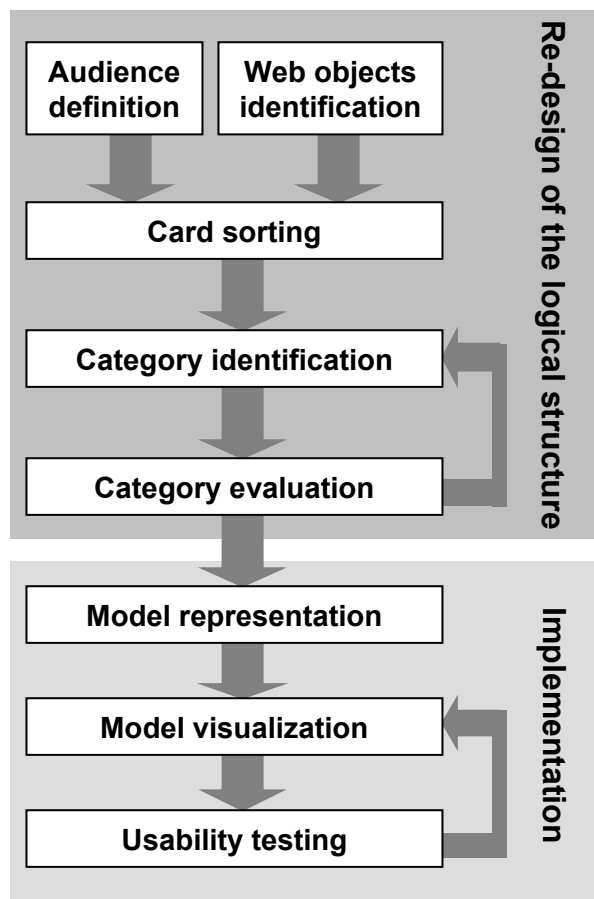 Audience
definition
Web objects
identification
Card sorting
Category identification
Category evaluation
Re-design of the logical structure
Model representation
Model visualization
Usability testing
Implementation